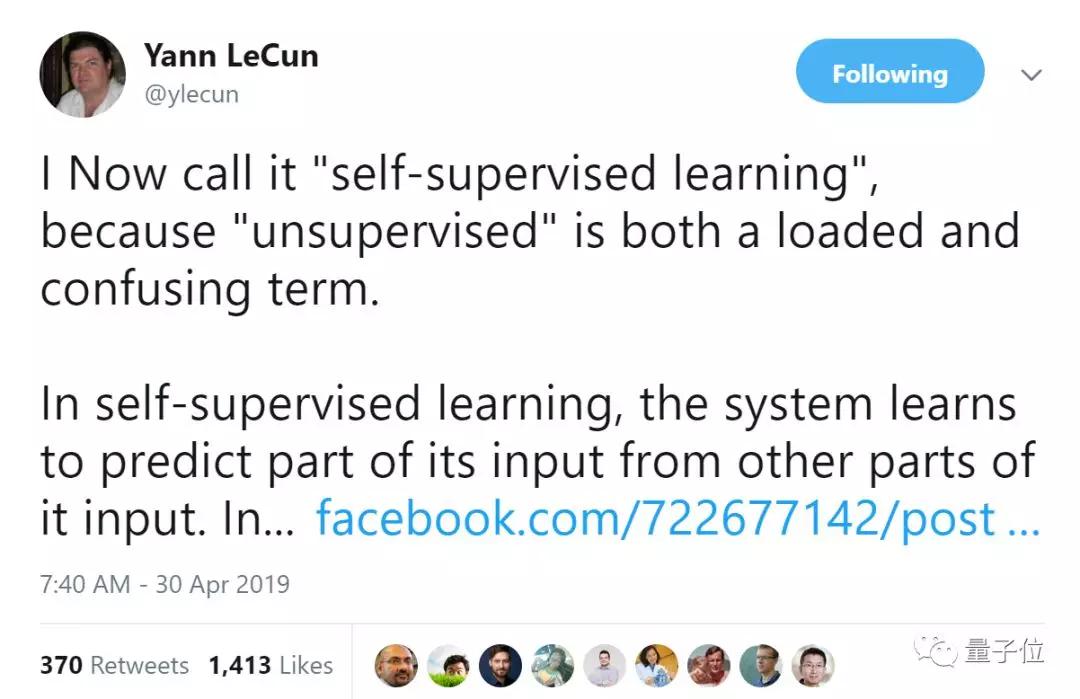 Yann LeCun
@ylecun
Following
I Now call it "self-supervised learning",
because "unsupervised" is both a loaded and
confusing term.
In self-supervised learning, the system learns
to predict part of its input from other parts of
it input. In... facebook.com/722677142/post ...
7:40 AM - 30 Apr 2019
370 Retweets 1,413 Likes
量子位